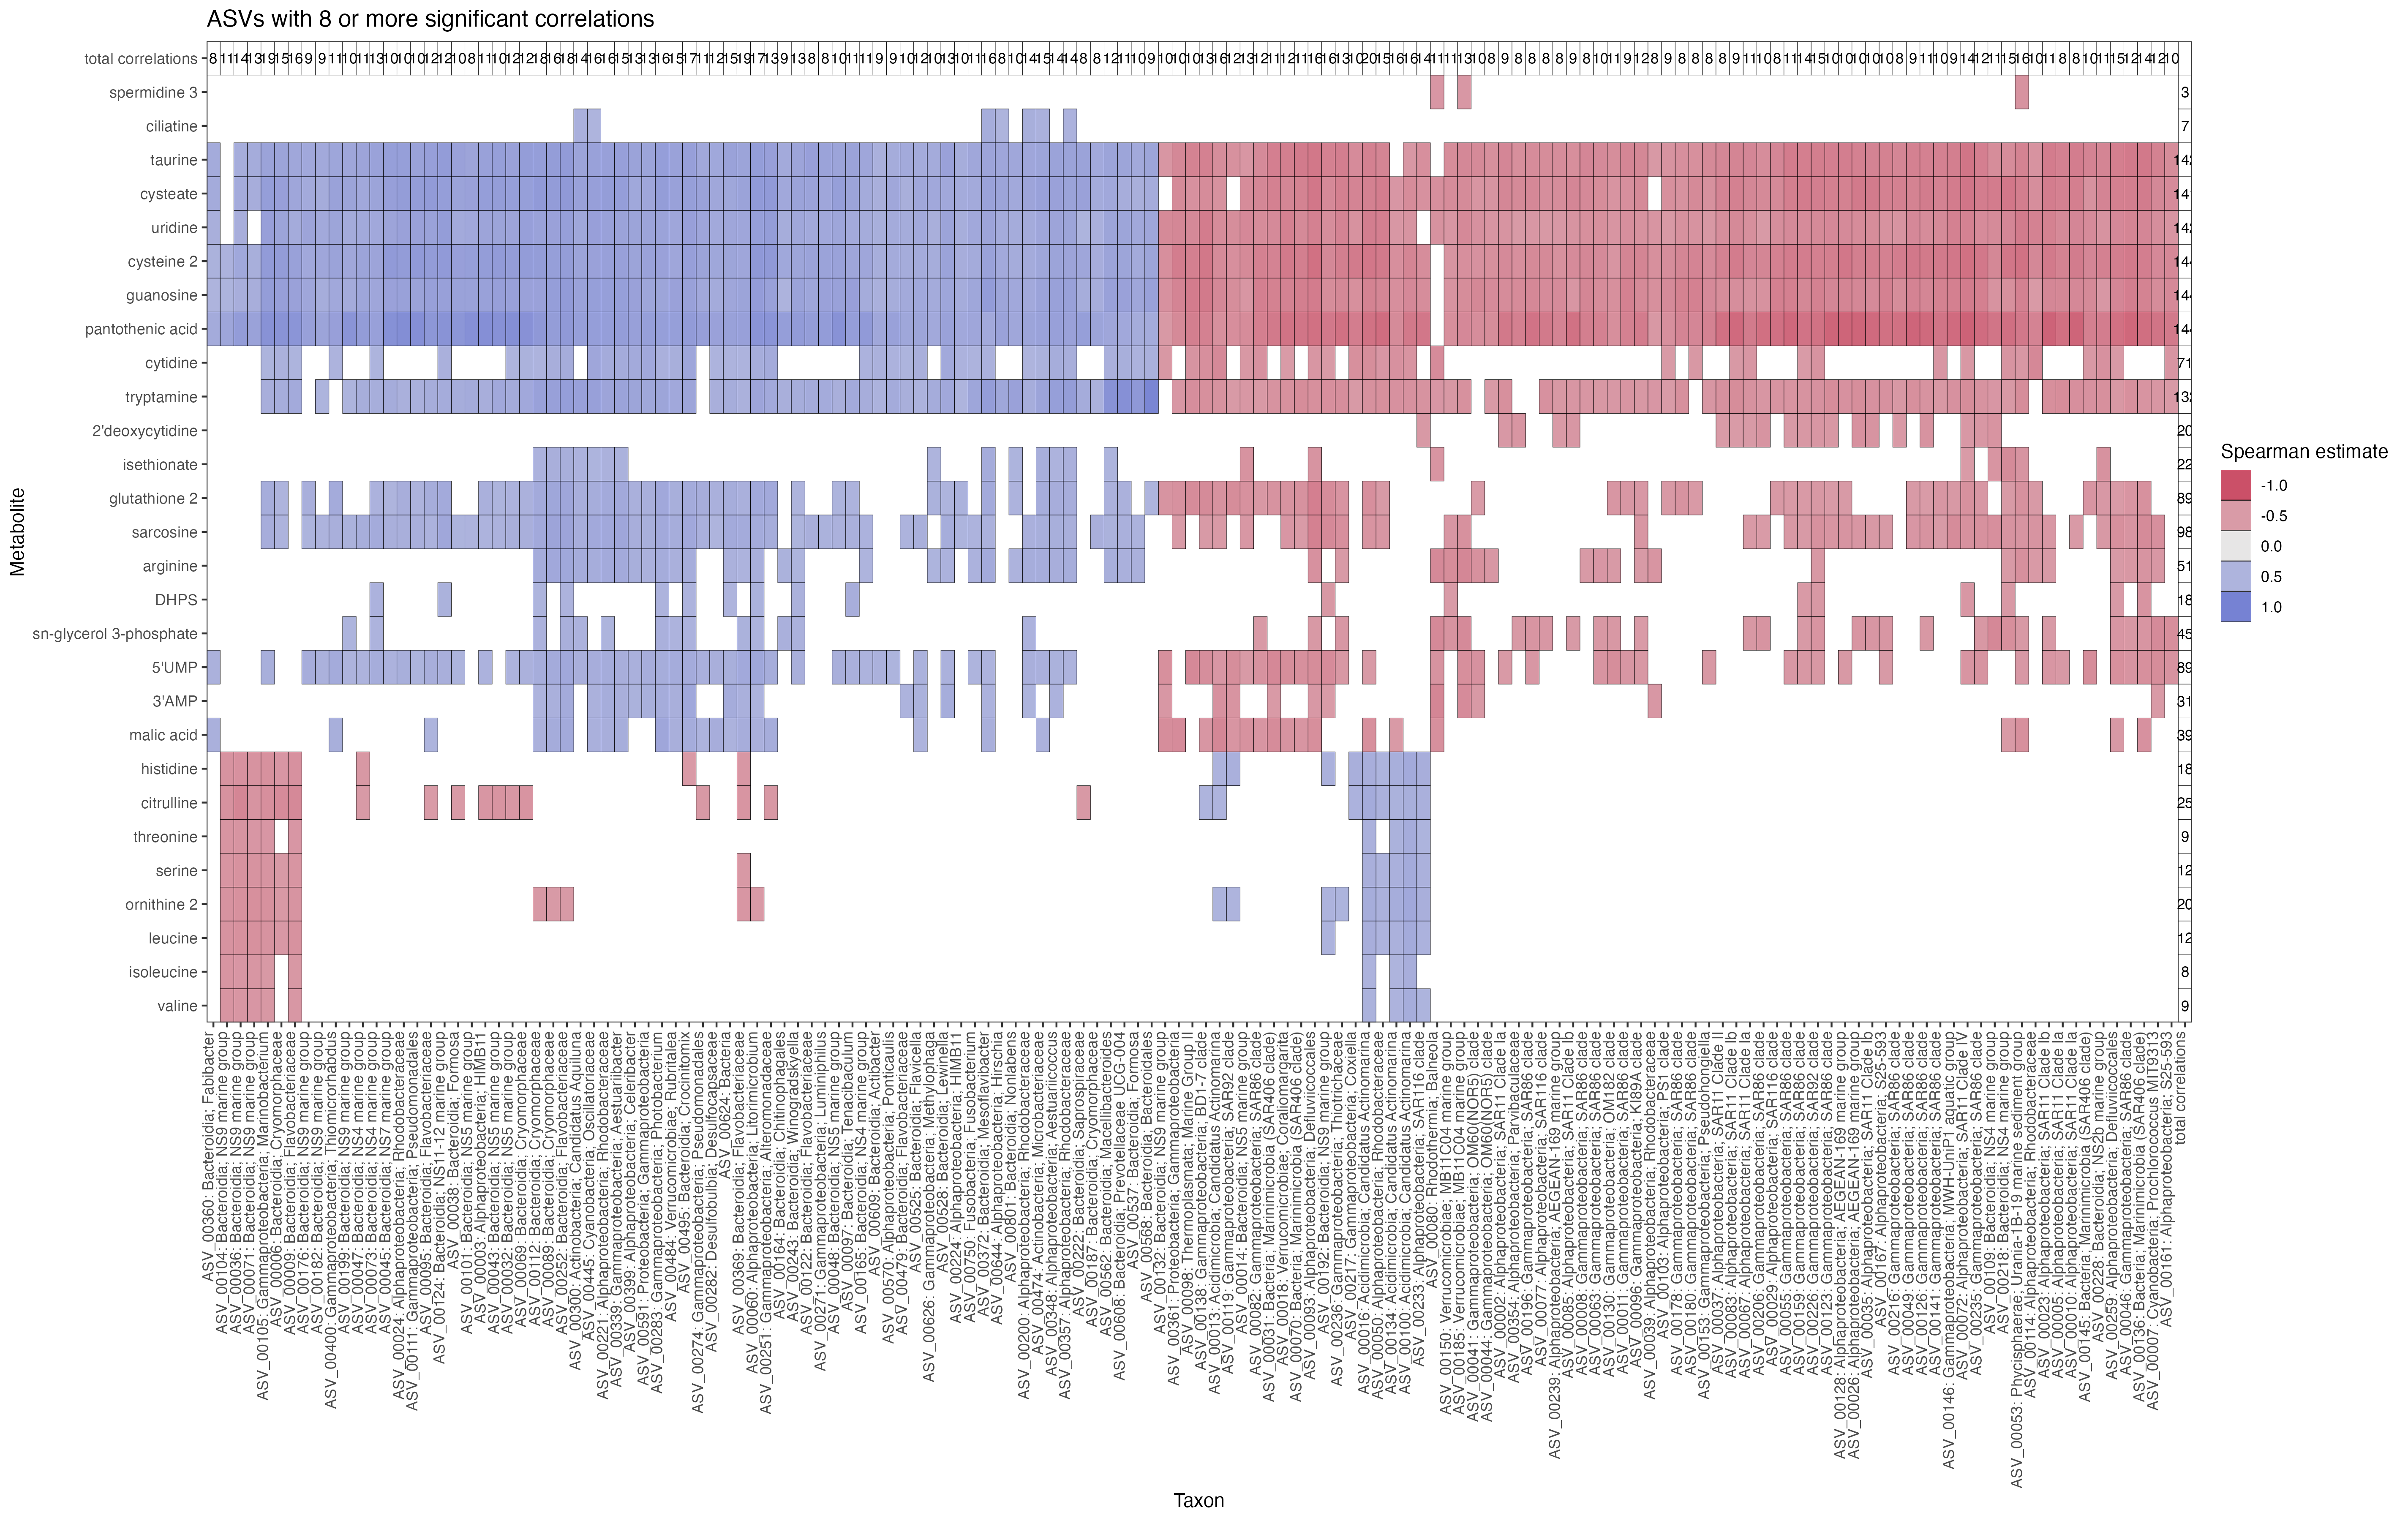 ASVs with 8 or more significant correlations
total correlations
spermidine 3
3
ciliatine
7
taurine
cysteate
uridine
cysteine 2
guanosine
pantothenic acid
cytidine
71
tryptamine
2'deoxycytidine
20
isethionate
22
glutathione 2
89
sarcosine
98
arginine
51
DHPS
18
sn-glycerol 3-phosphate
45
5'UMP
89
3'AMP
31
malic acid
39
histidine
18
citrulline
25
threonine
9
serine
12
ornithine 2
20
leucine
12
isoleucine
8
valine
9
Metabolite
ASV_00360: Bacteroidia; Fabibacter
ASV_00104: Bacteroidia; NS9 marine group
ASV_00036: Bacteroidia; NS9 marine group
ASV_00071: Bacteroidia; NS9 marine group
ASV_00105: Gammaproteobacteria; Marinobacterium
ASV_00006: Bacteroidia; Cryomorphaceae
ASV_00009: Bacteroidia; Flavobacteriaceae
ASV_00176: Bacteroidia; NS9 marine group
ASV_00182: Bacteroidia; NS9 marine group
ASV_00400: Gammaproteobacteria; Thiomicrorhabdus
ASV_00199: Bacteroidia; NS9 marine group
ASV_00047: Bacteroidia; NS4 marine group
ASV_00073: Bacteroidia; NS4 marine group
ASV_00045: Bacteroidia; NS7 marine group
ASV_00024: Alphaproteobacteria; Rhodobacteraceae
ASV_00111: Gammaproteobacteria; Pseudomonadales
ASV_00095: Bacteroidia; Flavobacteriaceae
ASV_00124: Bacteroidia; NS11-12 marine group
ASV_00038: Bacteroidia; Formosa
ASV_00101: Bacteroidia; NS5 marine group
ASV_00003: Alphaproteobacteria; HIMB11
ASV_00043: Bacteroidia; NS5 marine group
ASV_00032: Bacteroidia; NS5 marine group
ASV_00069: Bacteroidia; Cryomorphaceae
ASV_00112: Bacteroidia; Cryomorphaceae
ASV_00089: Bacteroidia; Cryomorphaceae
ASV_00252: Bacteroidia; Flavobacteriaceae
ASV_00300: Actinobacteria; Candidatus Aquiluna
ASV_00445: Cyanobacteria; Oscillatoriaceae
ASV_00221: Alphaproteobacteria; Rhodobacteraceae
ASV_00339: Gammaproteobacteria; Aestuariibacter
ASV_00399: Alphaproteobacteria; Celeribacter
ASV_00591: Proteobacteria; Gammaproteobacteria
ASV_00283: Gammaproteobacteria; Photobacterium
ASV_00484: Verrucomicrobiae; Rubritalea
ASV_00495: Bacteroidia; Crocinitomix
ASV_00274: Gammaproteobacteria; Pseudomonadales
ASV_00282: Desulfobulbia; Desulfocapsaceae
ASV_00624: Bacteria
ASV_00369: Bacteroidia; Flavobacteriaceae
ASV_00060: Alphaproteobacteria; Litorimicrobium
ASV_00251: Gammaproteobacteria; Alteromonadaceae
ASV_00164: Bacteroidia; Chitinophagales
ASV_00243: Bacteroidia; Winogradskyella
ASV_00122: Bacteroidia; Flavobacteriaceae
ASV_00271: Gammaproteobacteria; Luminiphilus
ASV_00048: Bacteroidia; NS5 marine group
ASV_00097: Bacteroidia; Tenacibaculum
ASV_00165: Bacteroidia; NS4 marine group
ASV_00609: Bacteroidia; Actibacter
ASV_00570: Alphaproteobacteria; Ponticaulis
ASV_00479: Bacteroidia; Flavobacteriaceae
ASV_00525: Bacteroidia; Flavicella
ASV_00626: Gammaproteobacteria; Methylophaga
ASV_00528: Bacteroidia; Lewinella
ASV_00224: Alphaproteobacteria; HIMB11
ASV_00750: Fusobacteria; Fusobacterium
ASV_00372: Bacteroidia; Mesoflavibacter
ASV_00644: Alphaproteobacteria; Hirschia
ASV_00801: Bacteroidia; Nonlabens
ASV_00200: Alphaproteobacteria; Rhodobacteraceae
ASV_00474: Actinobacteria; Microbacteriaceae
ASV_00348: Alphaproteobacteria; Aestuariicoccus
ASV_00357: Alphaproteobacteria; Rhodobacteraceae
ASV_00222: Bacteroidia; Saprospiraceae
ASV_00187: Bacteroidia; Cryomorphaceae
ASV_00562: Bacteroidia; Macellibacteroides
ASV_00608: Bacteroidia; Prevotellaceae UCG-004
ASV_00537: Bacteroidia; Formosa
ASV_00568: Bacteroidia; Bacteroidales
ASV_00132: Bacteroidia; NS9 marine group
ASV_00361: Proteobacteria; Gammaproteobacteria
ASV_00098: Thermoplasmata; Marine Group II
ASV_00138: Gammaproteobacteria; BD1-7 clade
ASV_00013: Acidimicrobiia; Candidatus Actinomarina
ASV_00119: Gammaproteobacteria; SAR92 clade
ASV_00014: Bacteroidia; NS5 marine group
ASV_00082: Gammaproteobacteria; SAR86 clade
ASV_00031: Bacteria; Marinimicrobia (SAR406 clade)
ASV_00018: Verrucomicrobiae; Coraliomargarita
ASV_00070: Bacteria; Marinimicrobia (SAR406 clade)
ASV_00093: Alphaproteobacteria; Defluviicoccales
ASV_00192: Bacteroidia; NS9 marine group
ASV_00236: Gammaproteobacteria; Thiotrichaceae
ASV_00217: Gammaproteobacteria; Coxiella
ASV_00016: Acidimicrobiia; Candidatus Actinomarina
ASV_00050: Alphaproteobacteria; Rhodobacteraceae
ASV_00134: Acidimicrobiia; Candidatus Actinomarina
ASV_00100: Acidimicrobiia; Candidatus Actinomarina
ASV_00233: Alphaproteobacteria; SAR116 clade
ASV_00080: Rhodothermia; Balneola
ASV_00150: Verrucomicrobiae; MB11C04 marine group
ASV_00185: Verrucomicrobiae; MB11C04 marine group
ASV_00041: Gammaproteobacteria; OM60(NOR5) clade
ASV_00044: Gammaproteobacteria; OM60(NOR5) clade
ASV_00002: Alphaproteobacteria; SAR11 Clade Ia
ASV_00354: Alphaproteobacteria; Parvibaculaceae
ASV_00196: Gammaproteobacteria; SAR86 clade
ASV_00077: Alphaproteobacteria; SAR116 clade
ASV_00239: Alphaproteobacteria; AEGEAN-169 marine group
ASV_00085: Alphaproteobacteria; SAR11 Clade Ib
ASV_00008: Gammaproteobacteria; SAR86 clade
ASV_00063: Gammaproteobacteria; SAR86 clade
ASV_00130: Gammaproteobacteria; OM182 clade
ASV_00011: Gammaproteobacteria; SAR86 clade
ASV_00096: Gammaproteobacteria; KI89A clade
ASV_00039: Alphaproteobacteria; Rhodobacteraceae
ASV_00103: Alphaproteobacteria; PS1 clade
ASV_00178: Gammaproteobacteria; SAR86 clade
ASV_00180: Gammaproteobacteria; SAR86 clade
ASV_00153: Gammaproteobacteria; Pseudohongiella
ASV_00037: Alphaproteobacteria; SAR11 Clade II
ASV_00083: Alphaproteobacteria; SAR11 Clade Ib
ASV_00067: Alphaproteobacteria; SAR11 Clade Ia
ASV_00206: Gammaproteobacteria; SAR86 clade
ASV_00029: Alphaproteobacteria; SAR116 clade
ASV_00055: Gammaproteobacteria; SAR86 clade
ASV_00159: Gammaproteobacteria; SAR86 clade
ASV_00226: Gammaproteobacteria; SAR92 clade
ASV_00123: Gammaproteobacteria; SAR86 clade
ASV_00128: Alphaproteobacteria; AEGEAN-169 marine group
ASV_00026: Alphaproteobacteria; AEGEAN-169 marine group
ASV_00035: Alphaproteobacteria; SAR11 Clade Ib
ASV_00167: Alphaproteobacteria; S25-593
ASV_00216: Gammaproteobacteria; SAR86 clade
ASV_00049: Gammaproteobacteria; SAR86 clade
ASV_00126: Gammaproteobacteria; SAR86 clade
ASV_00141: Gammaproteobacteria; SAR86 clade
ASV_00146: Gammaproteobacteria; MWH-UniP1 aquatic group
ASV_00072: Alphaproteobacteria; SAR11 Clade IV
ASV_00235: Gammaproteobacteria; SAR86 clade
ASV_00109: Bacteroidia; NS4 marine group
ASV_00218: Bacteroidia; NS4 marine group
ASV_00053: Phycisphaerae; Urania-1B-19 marine sediment group
ASV_00114: Alphaproteobacteria; Rhodobacteraceae
ASV_00023: Alphaproteobacteria; SAR11 Clade Ib
ASV_00005: Alphaproteobacteria; SAR11 Clade Ia
ASV_00010: Alphaproteobacteria; SAR11 Clade Ia
ASV_00145: Bacteria; Marinimicrobia (SAR406 clade)
ASV_00228: Bacteroidia; NS2b marine group
ASV_00259: Alphaproteobacteria; Defluviicoccales
ASV_00046: Gammaproteobacteria; SAR86 clade
ASV_00136: Bacteria; Marinimicrobia (SAR406 clade)
ASV_00007: Cyanobacteria; Prochlorococcus MIT9313
ASV_00161: Alphaproteobacteria; S25-593
total correlations
Taxon
Spearman estimate
-1.0
-0.5
0.0
0.5
1.0